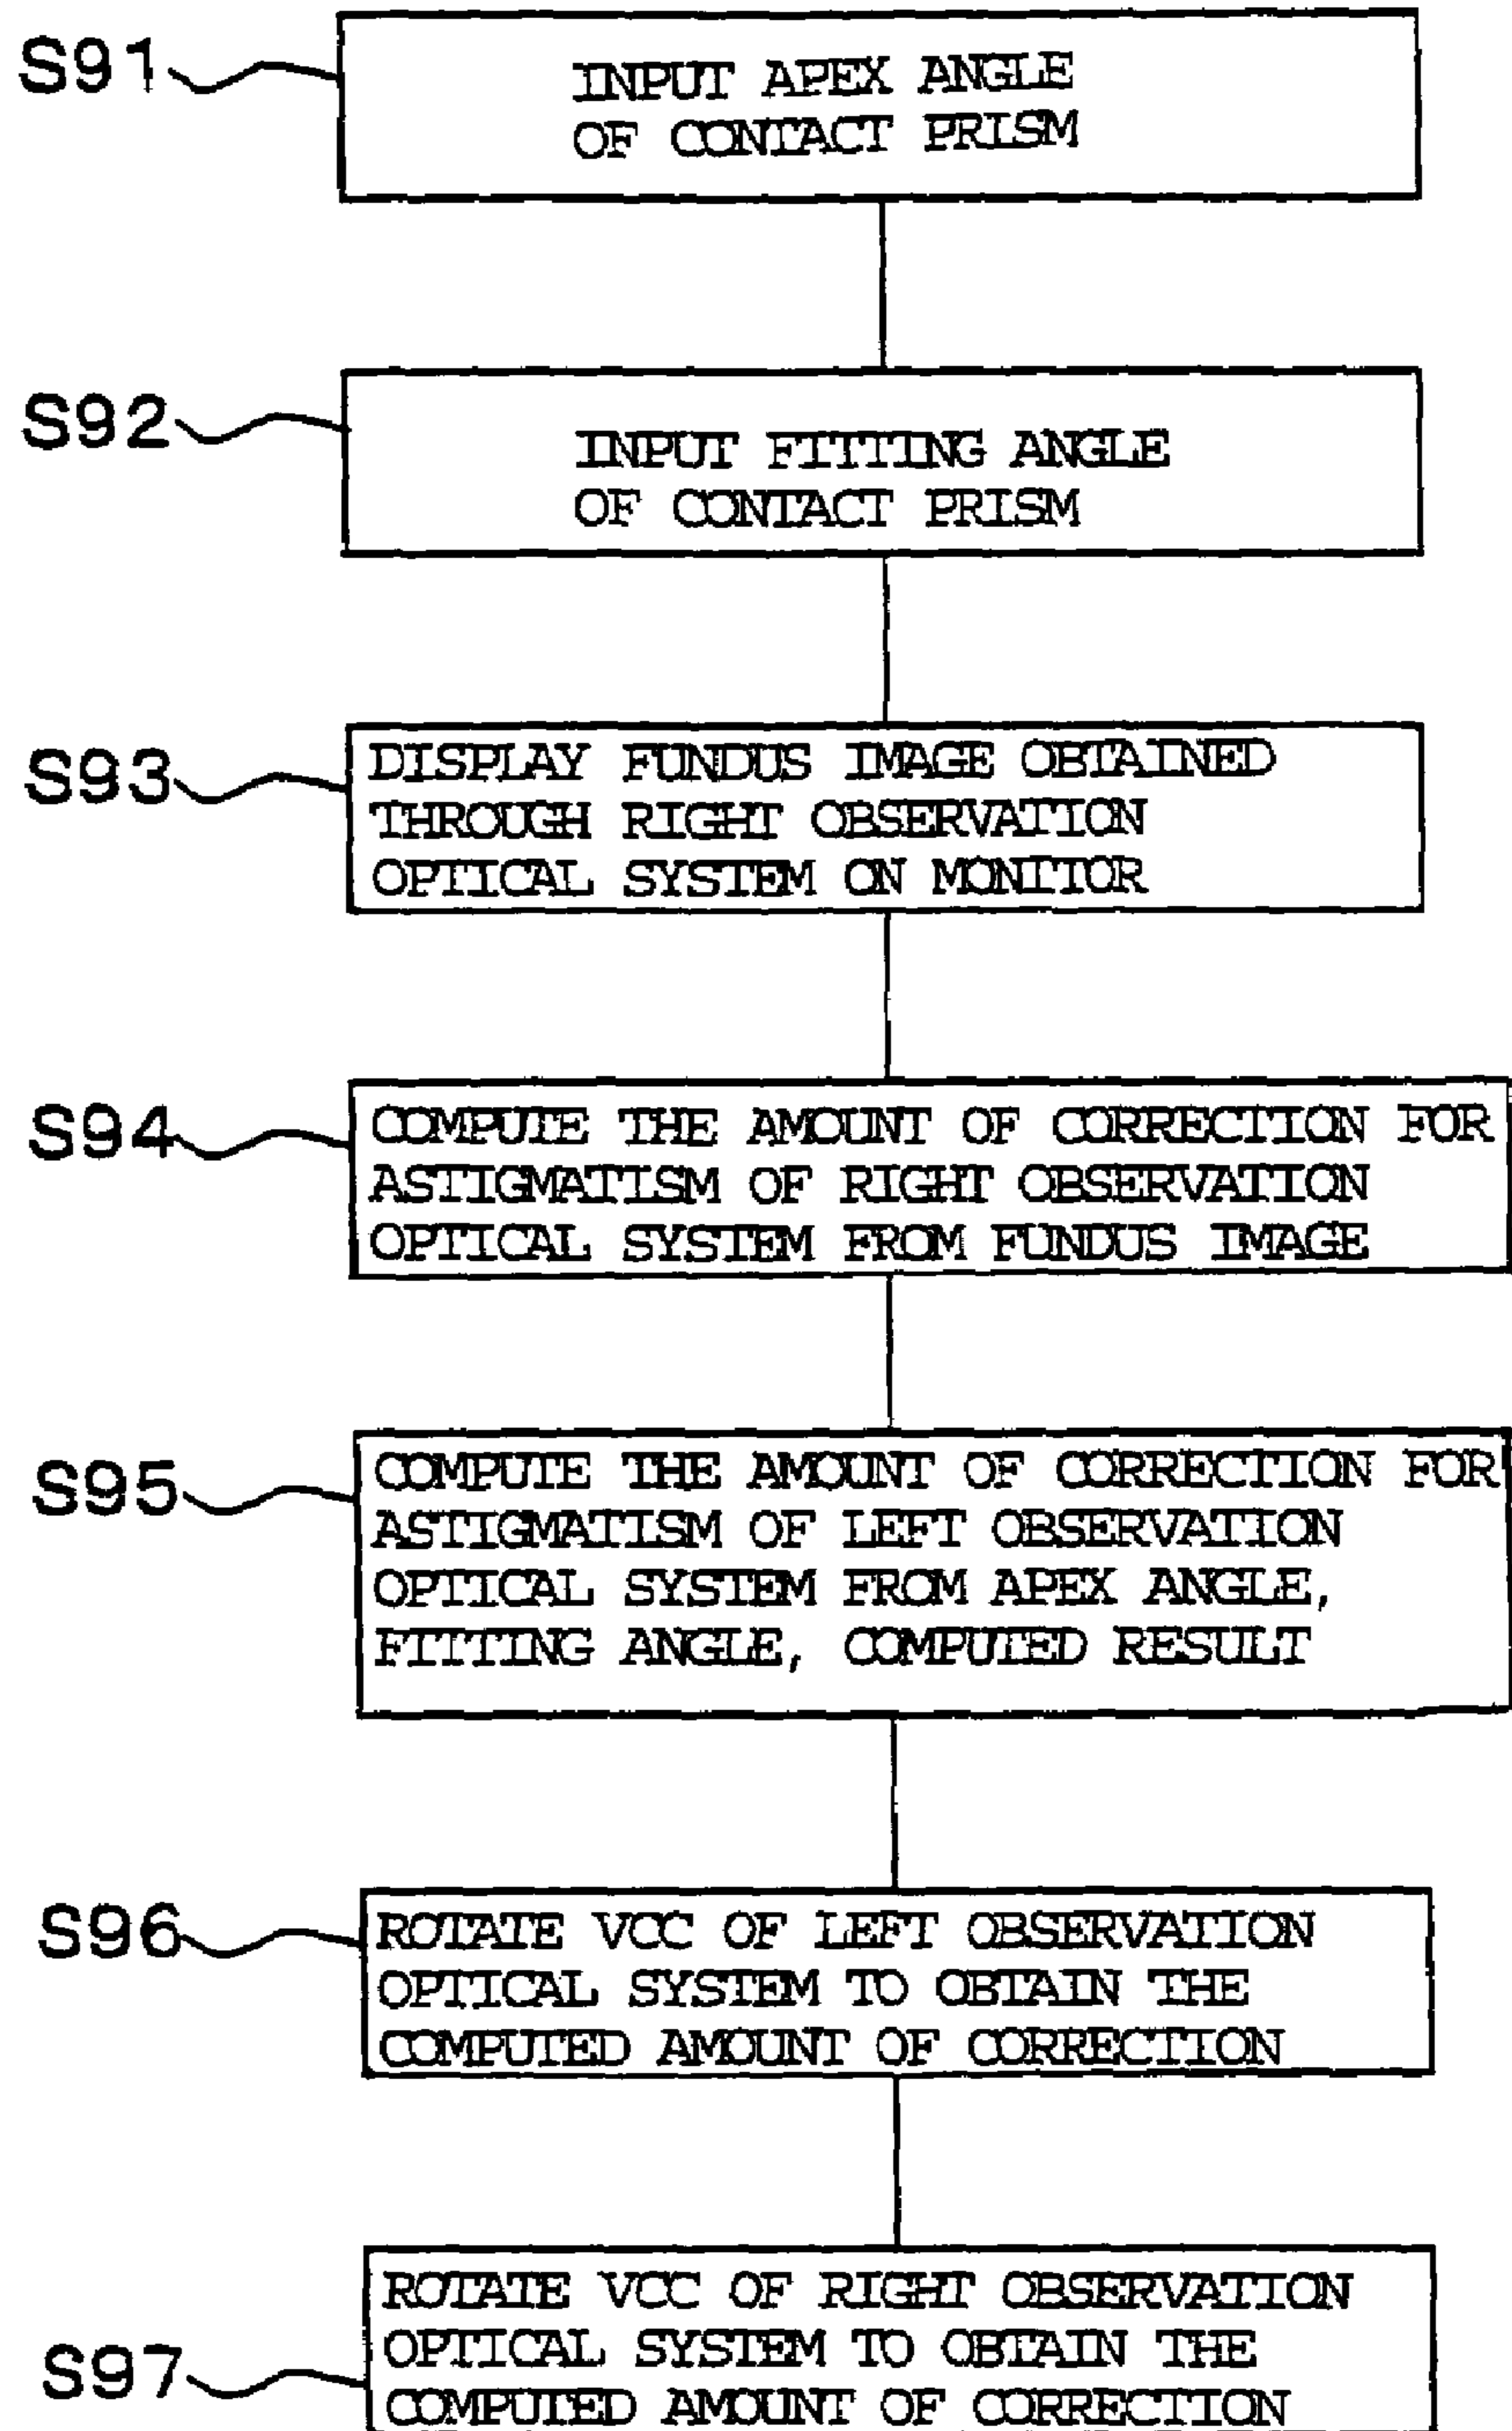 S91
INPUT APEX ANGLE
OF CONTACT PRISM
S92
INPUT FITTING ANGLE
OF CONTACT PRISM
S93
DISPLAY FUNDUS IMAGE OBTAINED
THROUGH RIGHT OBSERVATION
OPTICAL SYSTEM ON MONITOR
S94
COMPUTE THE AMOUNT OF CORRECTION FOR
ASTIGMATISM OF RIGHT OBSERVATION
OPTICAL SYSTEM FROM FUNDUS IMAGE
S95
COMPUTE THE AMOUNT OF CORRECTION FOR
ASTIGMATISM OF LEFT OBSERVATION
OPTICAL SYSTEM FROM APEX ANGLE,
FITTING ANGLE, COMPUTED RESULT
S96
ROTATE VCC OF LEFT OBSERVATION
OPTICAL SYSTEM TO OBTAIN THE
COMPUTED AMOUNT OF CORRECTION
S97
ROTATE VCC OF RIGHT OBSERVATION
OPTICAL SYSTEM TO OBTAIN THE
COMPUTED AMOUNT OF CORRECTION